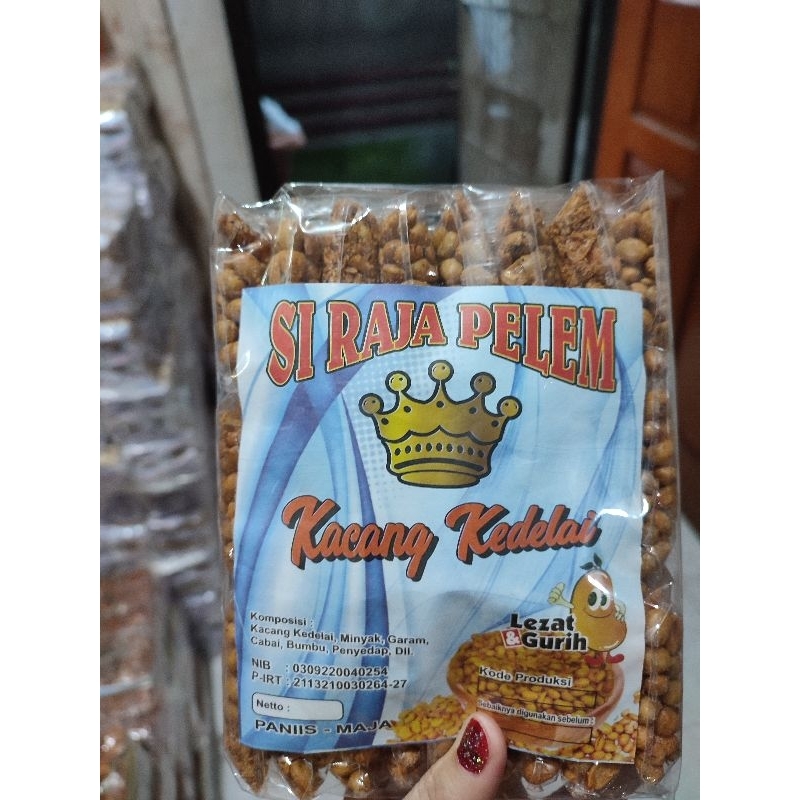 SI RAJA PELEM
Kacang Kedelai
Komposisi :
Kacang Kedelai, Minyak, Garam,
Cabai, Bumbu, Penyedap, Dll.
NIB : 0309220040254
P-IRT : 2113210030264-27
Netto :
PANIIS - MAJA
Lezat
& Gurih
Kode Produksi
Sebaiknya digunakan sebelum :